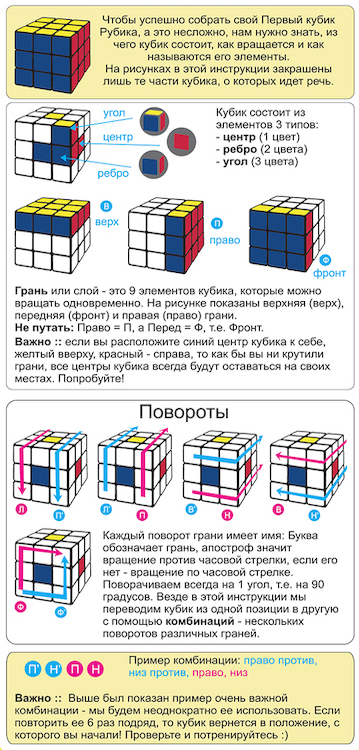 Чтобы успешно собрать свой Первый кубик
Рубика, а это несложно, нам нужно знать, из
чего кубик состоит, как вращается и как
называются его элементы.
На рисунках в этой инструкции закрашены
лишь те части кубика, о которых идет речь.
угол
центр
ребро
Кубик состоит из
элементов 3 типов:
- центр (1 цвет)
- ребро (2 цвета)
- угол (3 цвета)
В
верх
П
право
Ф
фронт
Грань или слой - это 9 элементов кубика, которые можно
вращать одновременно. На рисунке показаны верхняя (верх),
передняя (фронт) и правая (право) грани.
Не путать: Право = П, а Перед = Ф, т.е. Фронт.
Важно :: если вы расположите синий центр кубика к себе,
желтый вверху, красный - справа, то как бы вы ни крутили
грани, все центры кубика всегда будут оставаться на своих
местах. Попробуйте!
Повороты
Л П' Л' П В' Н В Н'
Ф Ф'
Каждый поворот грани имеет имя: Буква
обозначает грань, апостроф значит
вращение против часовой стрелки, если его
нет - вращение по часовой стрелке.
Поворачиваем всегда на 1 угол, т.е. на 90
градусов. Везде в этой инструкции мы
переводим кубик из одной позиции в другую
с помощью комбинаций - нескольких
поворотов различных граней.
П' Н' П Н
Пример комбинации: право против,
низ против, право, низ
Важно :: Выше был показан пример очень важной
комбинации - мы будем неоднократно ее использовать. Если
повторить ее 6 раз подряд, то кубик вернется в положение, с
которого вы начали! Проверьте и потренируйтесь :)